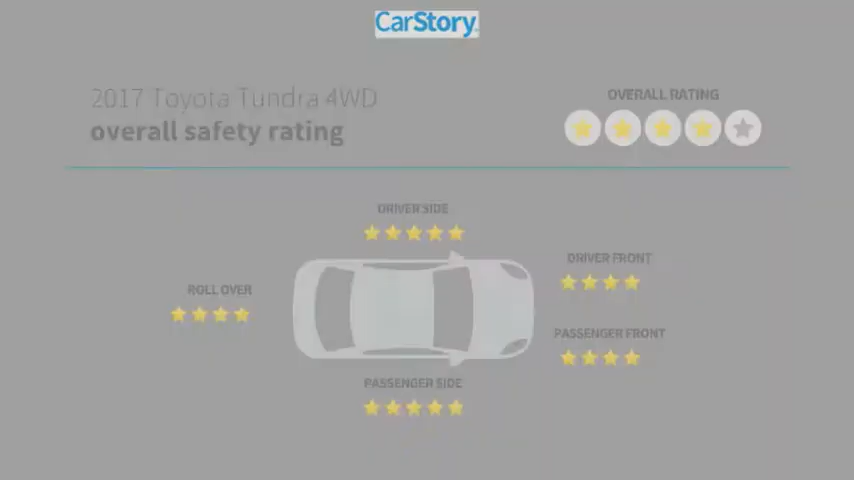 CarStory
2017 Toyota Tundra 4WD
overall safety rating
OVERALL RATING
DRIVER SIDE
DRIVER FRONT
ROLL OVER
PASSENGER FRONT
PASSENGER SIDE